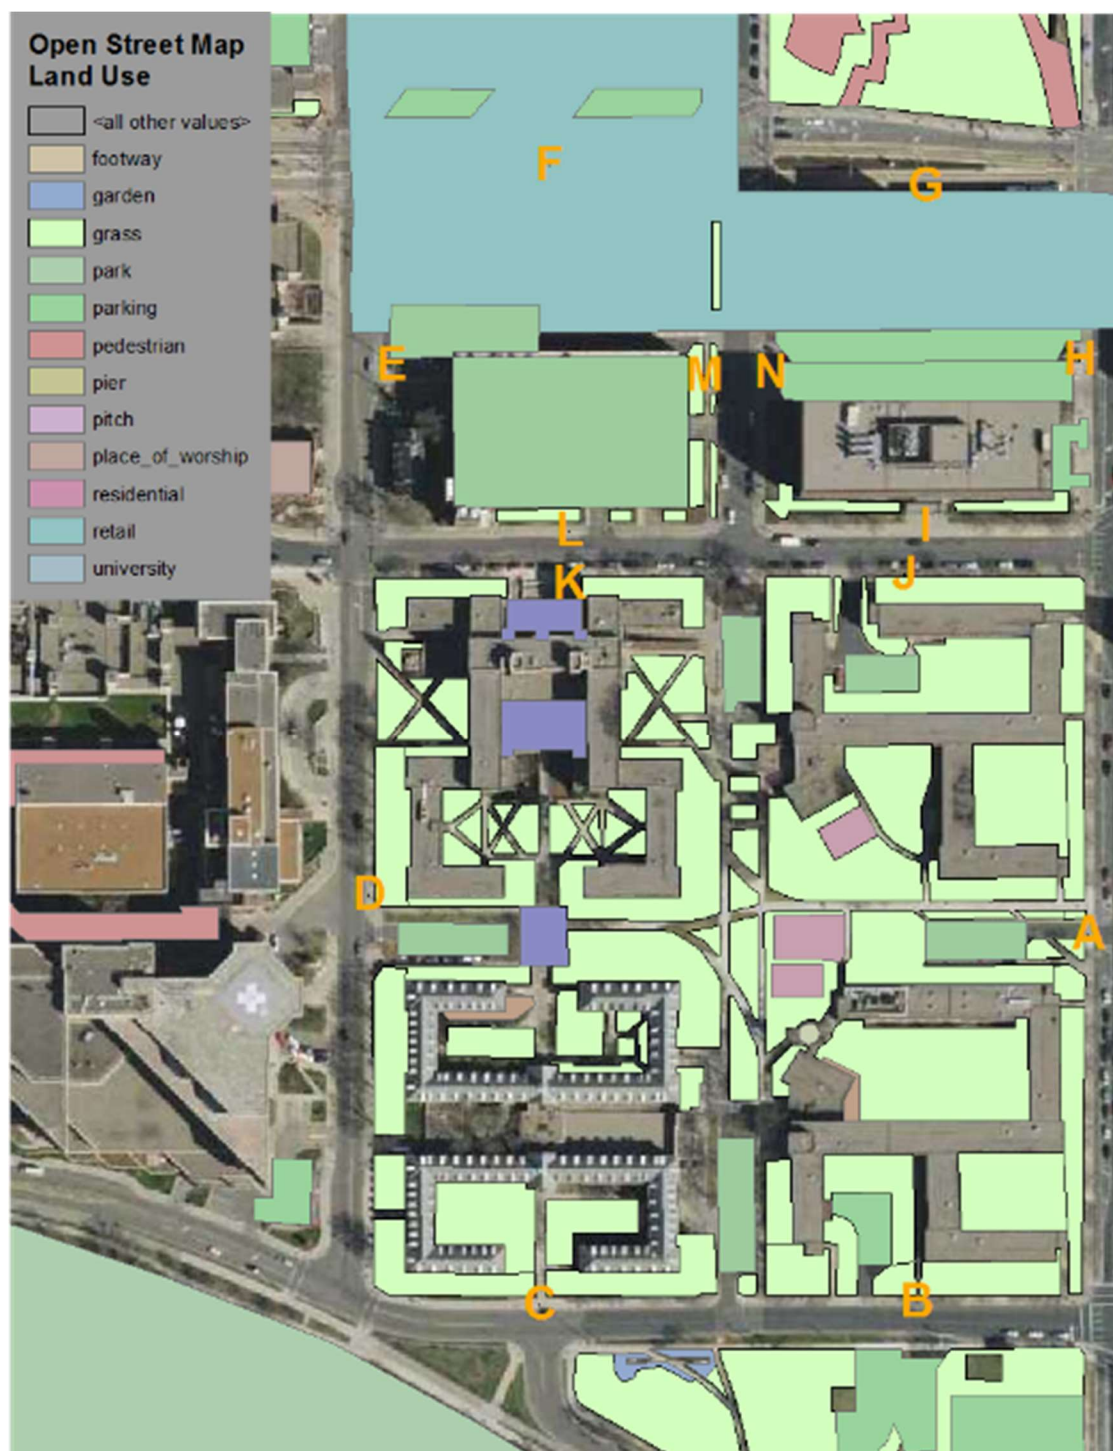 Open Street Map
Land Use
<all other values>
footway
garden
grass
park
parking
pedestrian
pier
pitch
place_of_worship
residential
retail
university
F
G
E
M
N
H
L
I
K
J
D
A
C
B